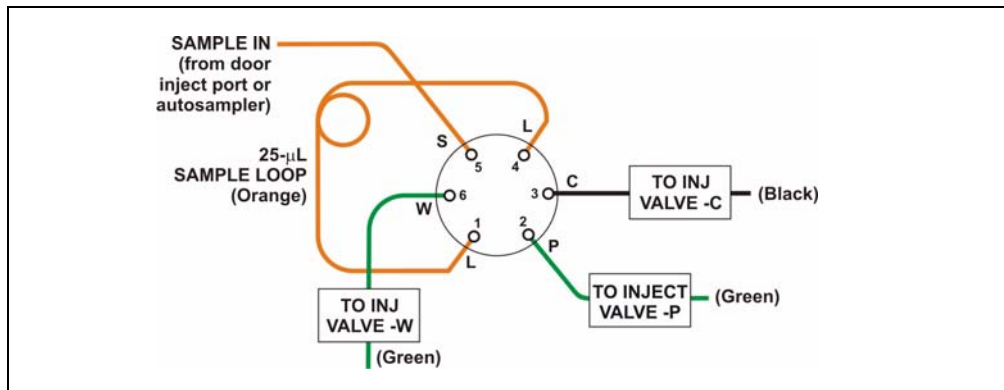 SAMPLE IN
(from door
inject port or
autosampler)
25-μL
SAMPLE LOOP
(Orange)
S
L
5
4
W
6
3
C
1
2
L
P
TO INJ
VALVE -C
(Black)
TO INJECT
VALVE -P
(Green)
TO INJ
VALVE -W
(Green)